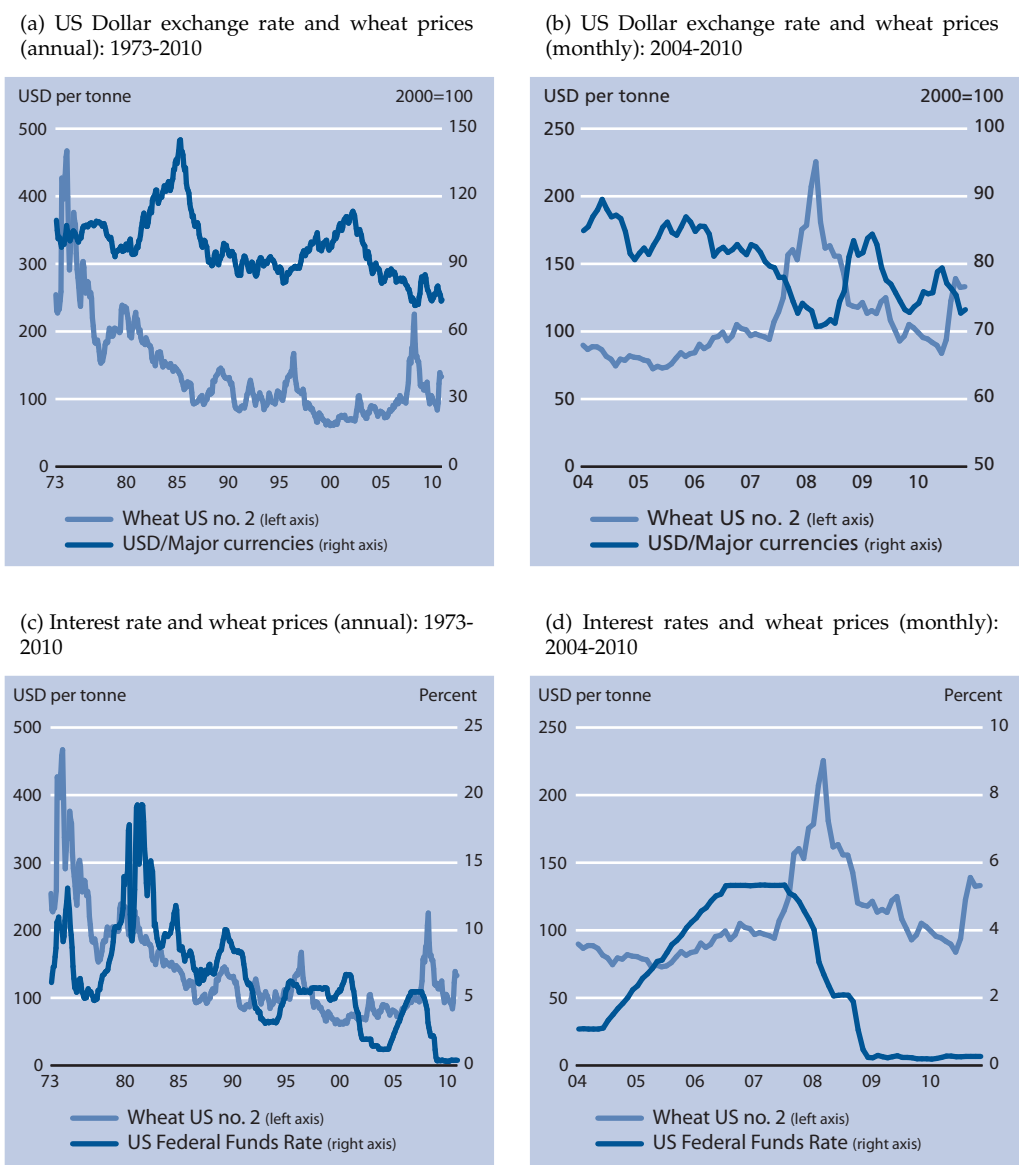 (a) US Dollar exchange rate and wheat prices
(annual): 1973-2010
USD per tonne 2000=100
500 150
400 120
300 90
200 60
100 30
0 0
73 80 85 90 95 00 05 10
Wheat US no. 2 (left axis)
USD/Major currencies (right axis)
(b) US Dollar exchange rate and wheat prices
(monthly): 2004-2010
USD per tonne 2000=100
250 100
200 90
150 80
100 70
50 60
0 50
04 05 06 07 08 09 10
Wheat US no. 2 (left axis)
USD/Major currencies (right axis)
(c) Interest rate and wheat prices (annual): 1973-
2010
USD per tonne Percent
500 25
400 20
300 15
200 10
100 5
0 0
73 80 85 90 95 00 05 10
Wheat US no. 2 (left axis)
US Federal Funds Rate (right axis)
(d) Interest rates and wheat prices (monthly):
2004-2010
USD per tonne Percent
250 10
200 8
150 6
100 4
50 2
0 0
04 05 06 07 08 09 10
Wheat US no. 2 (left axis)
US Federal Funds Rate (right axis)